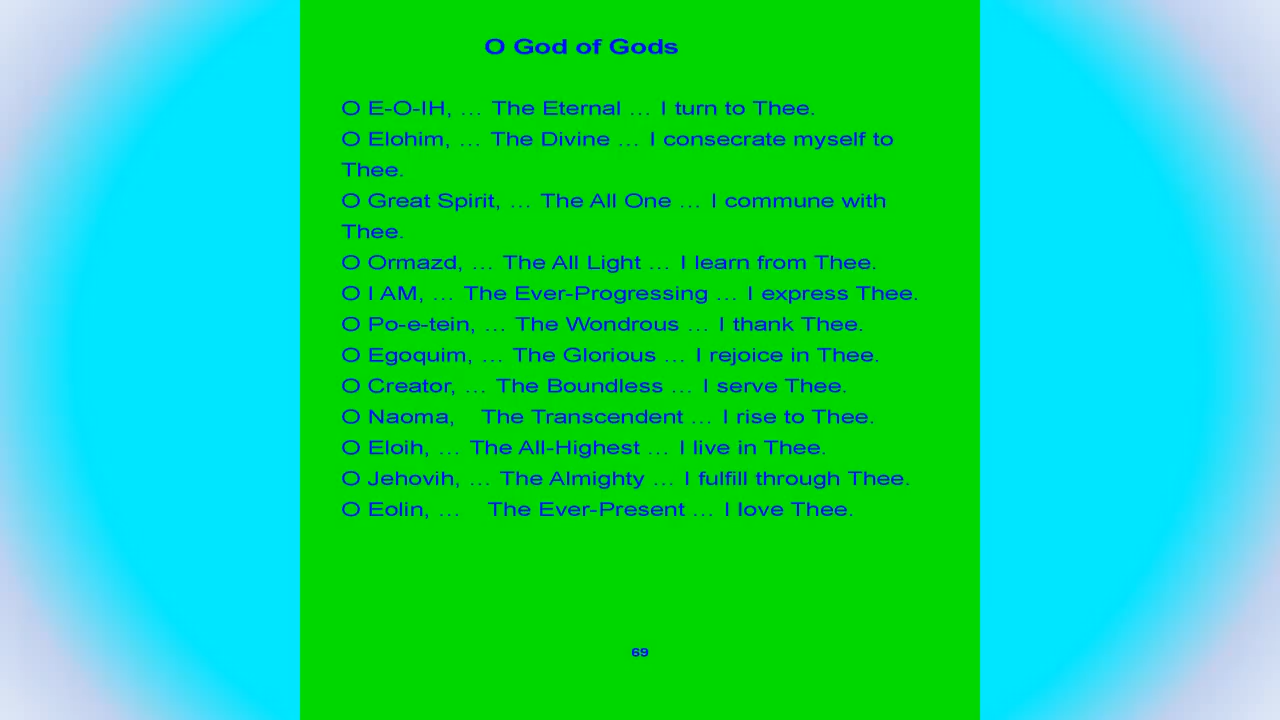 O God of Gods
O E-O-IH, … The Eternal … I turn to Thee.
O Elohim, … The Divine … I consecrate myself to
Thee.
O Great Spirit, … The All One … I commune with
Thee.
O Ormazd, … The All Light … I learn from Thee.
O I AM, … The Ever-Progressing … I express Thee.
O Po-e-tein, … The Wondrous … I thank Thee.
O Egoquim, … The Glorious … I rejoice in Thee.
O Creator, … The Boundless … I serve Thee.
O Naoma, The Transcendent … I rise to Thee.
O Eloih, … The All-Highest … I live in Thee.
O Jehovih, … The Almighty … I fulfill through Thee.
O Eolin, … The Ever-Present … I love Thee.
69